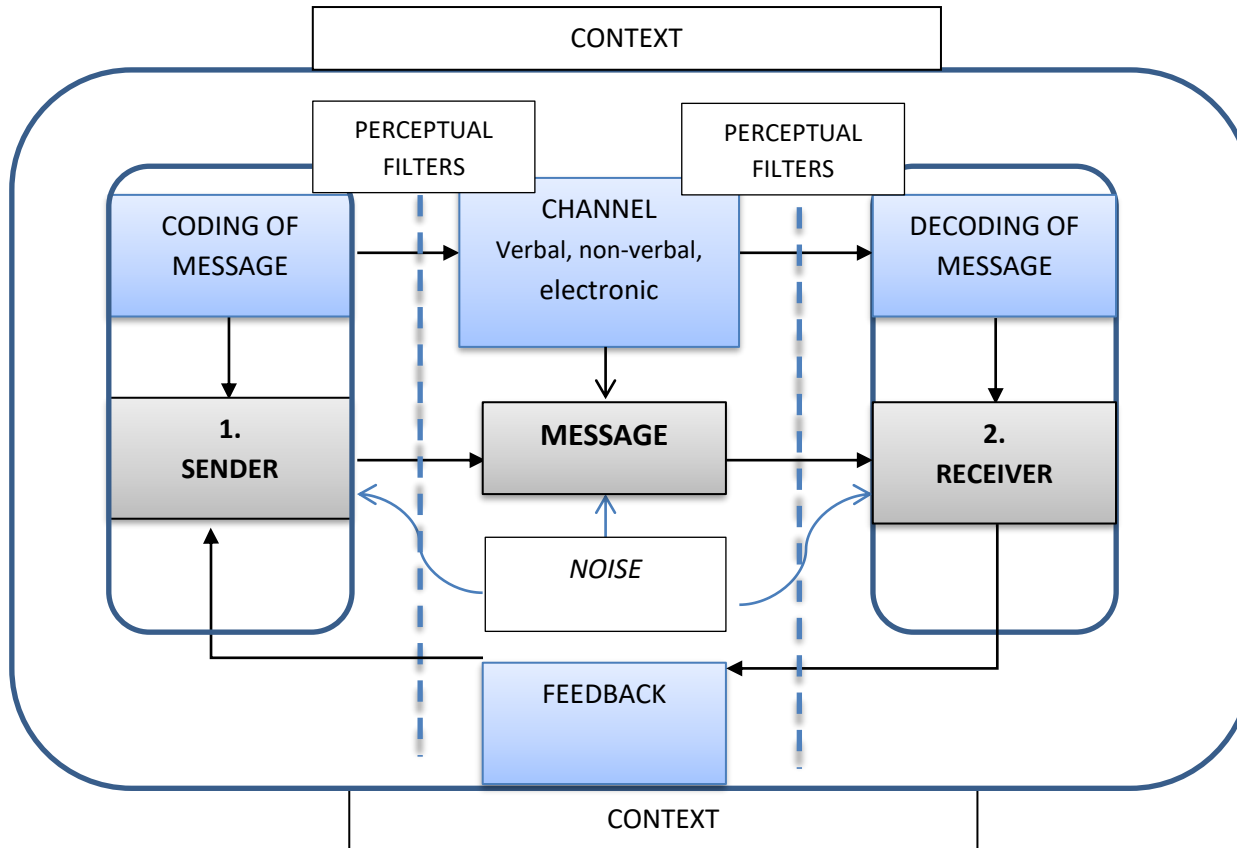 CONTEXT
PERCEPTUAL
FILTERS
PERCEPTUAL
FILTERS
CODING OF
MESSAGE
CHANNEL
Verbal, non-verbal,
electronic
DECODING OF
MESSAGE
1.
SENDER
MESSAGE
2.
RECEIVER
NOISE
FEEDBACK
CONTEXT